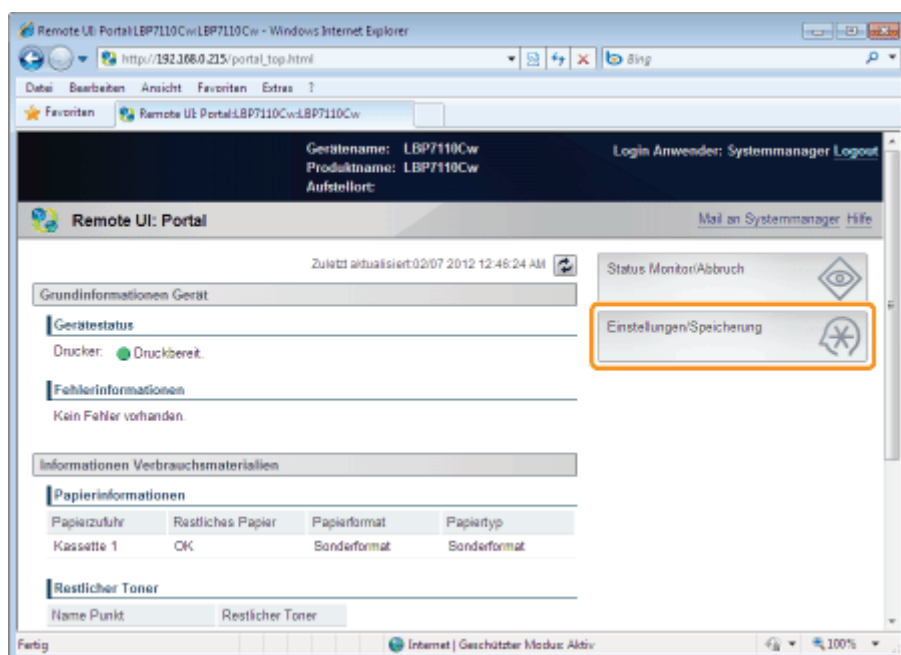 Remote UI: Portal:LBP7110Cw:LBP7110Cw - Windows Internet Explorer
http://192.168.0.215/portal_top.html
Bing
Datei Bearbeiten Ansicht Favoriten Extras ?
Favoriten Remote UI: Portal:LBP7110Cw:LBP7110Cw
Gerätename: LBP7110Cw
Login Anwender: Systemmanager Logout
Produktname: LBP7110Cw
Aufstellort:
Remote UI: Portal
Mail an Systemmanager Hilfe
Zuletzt aktualisiert:02/07 2012 12:46:24 AM
Status Monitor/Abbruch
Grundinformationen Gerät
Einstellungen/Speicherung
Gerätestatus
Drucker: Druckbereit.
Fehlerinformationen
Kein Fehler vorhanden.
Informationen Verbrauchsmaterialien
Papierinformationen
Papierzufuhr Restliches Papier Papierformat Papiertyp
Kassette 1 OK Sonderformat Sonderformat
Restlicher Toner
Name Punkt Restlicher Toner
Fertig Internet | Geschützter Modus: Aktiv 100%